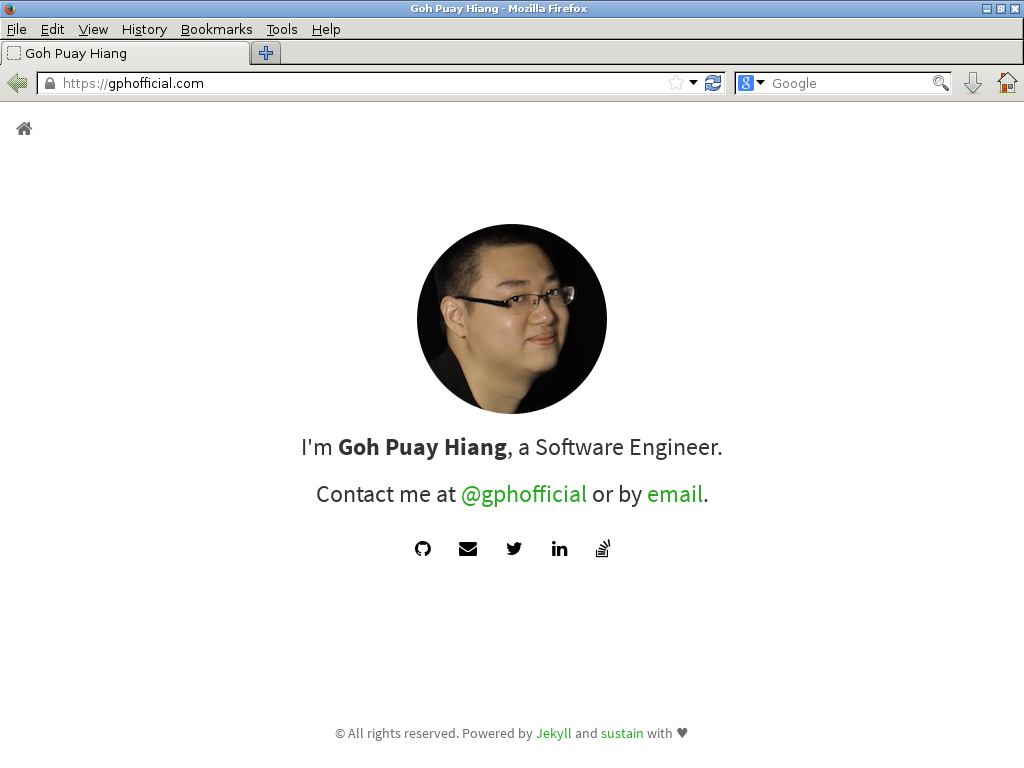 Goh Puay Hiang - Mozilla Firefox
File Edit View History Bookmarks Tools Help
Goh Puay Hiang
https://gphofficial.com
8 Google
I'm Goh Puay Hiang, a Software Engineer.
Contact me at @gphofficial or by email.
in
© All rights reserved. Powered by Jekyll and sustain with ♥